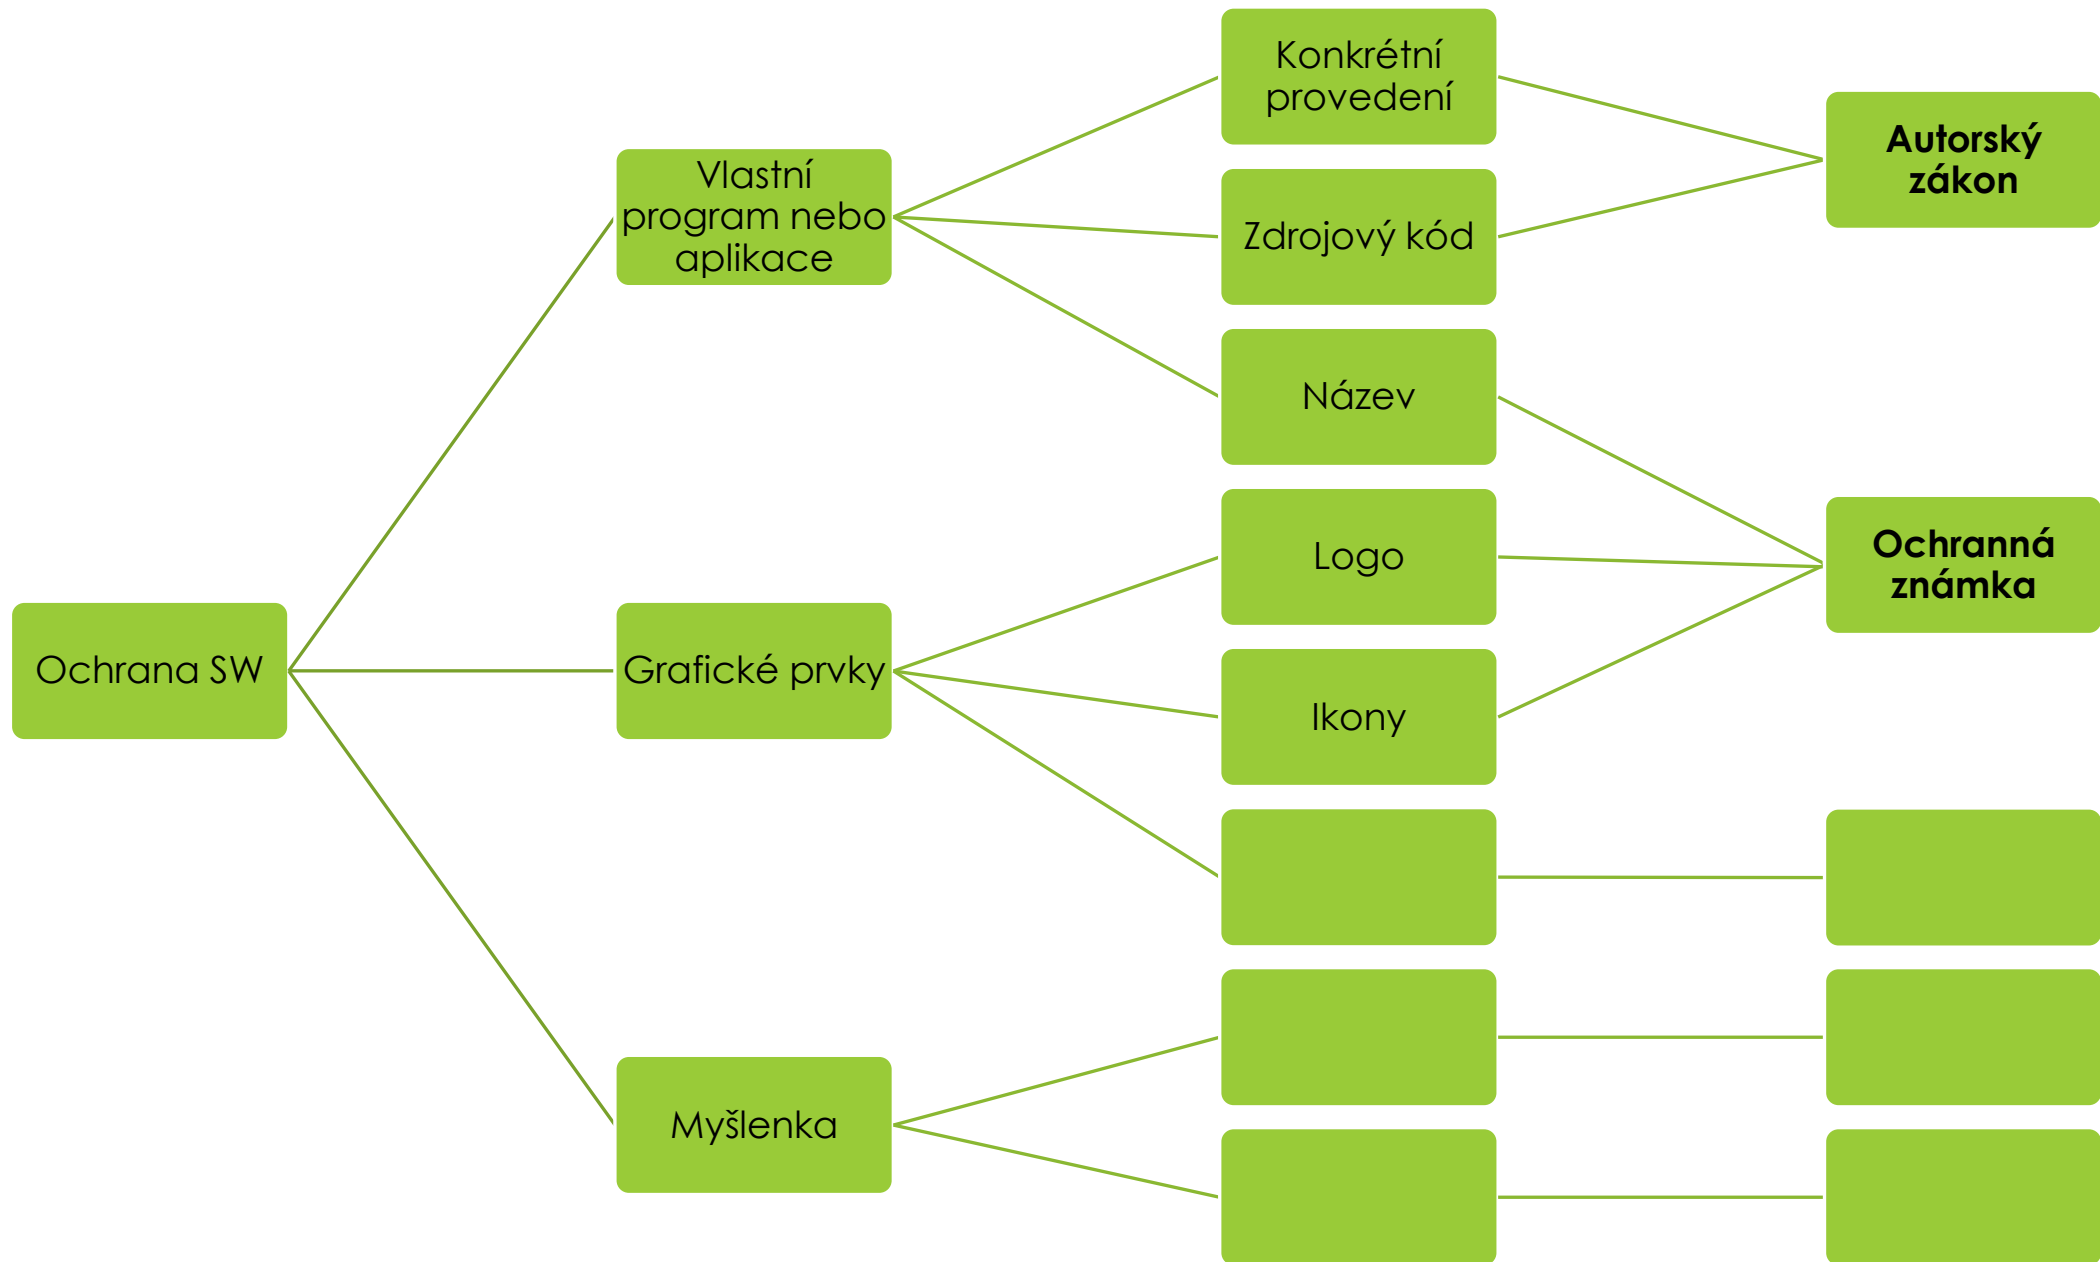 Ochrana SW
Vlastní
program nebo
aplikace
Grafické prvky
Myšlenka
Konkrétní
provedení
Zdrojový kód
Název
Logo
Ikony
Autorský
zákon
Ochranná
známka